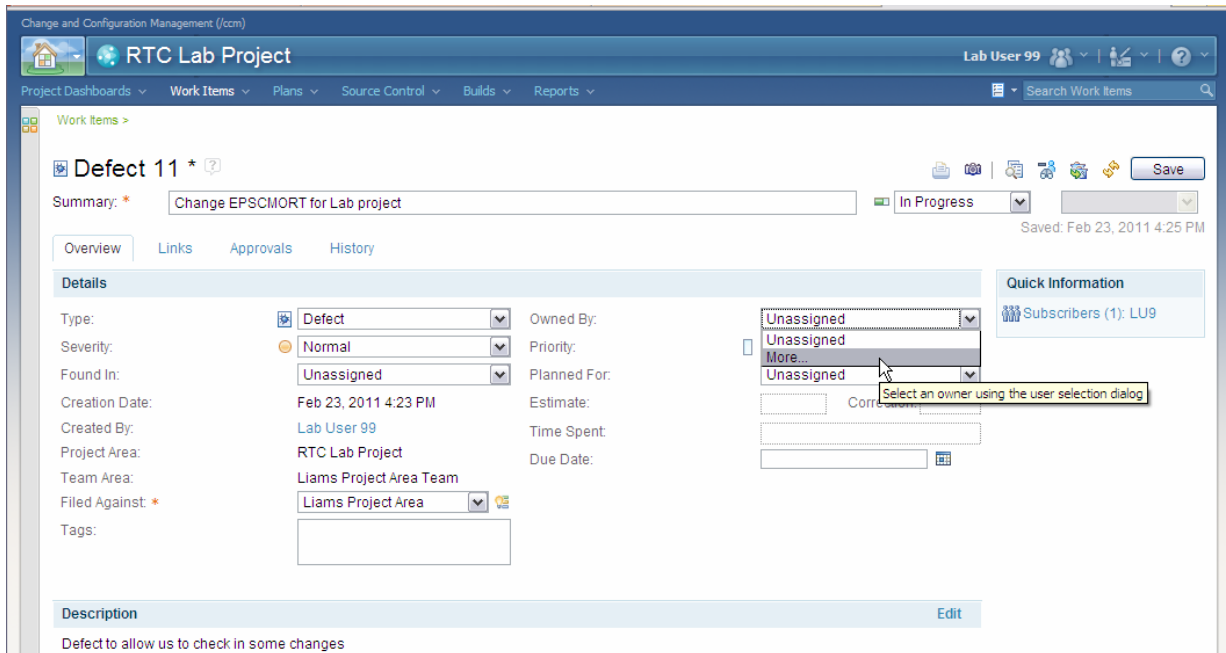 Change and Configuration Management (/ccm)
RTC Lab Project
Lab User 99
Project Dashboards Work Items Plans Source Control Builds Reports Search Work Items
Work Items >
Defect 11 * ?
Save
Summary: * Change EPSCMORT for Lab project In Progress
Saved: Feb 23, 2011 4:25 PM
Overview Links Approvals History
Details Quick Information
Type: Defect Owned By: Unassigned Subscribers (1): LU9
Unassigned
Severity: Normal Priority: More...
Found In: Unassigned Planned For: Unassigned
Select an owner using the user selection dialog
Creation Date: Feb 23, 2011 4:23 PM Estimate:
Created By: Lab User 99 Time Spent:
Project Area: RTC Lab Project Due Date:
Team Area: Liams Project Area Team
Filed Against: * Liams Project Area
Tags:
Description Edit
Defect to allow us to check in some changes